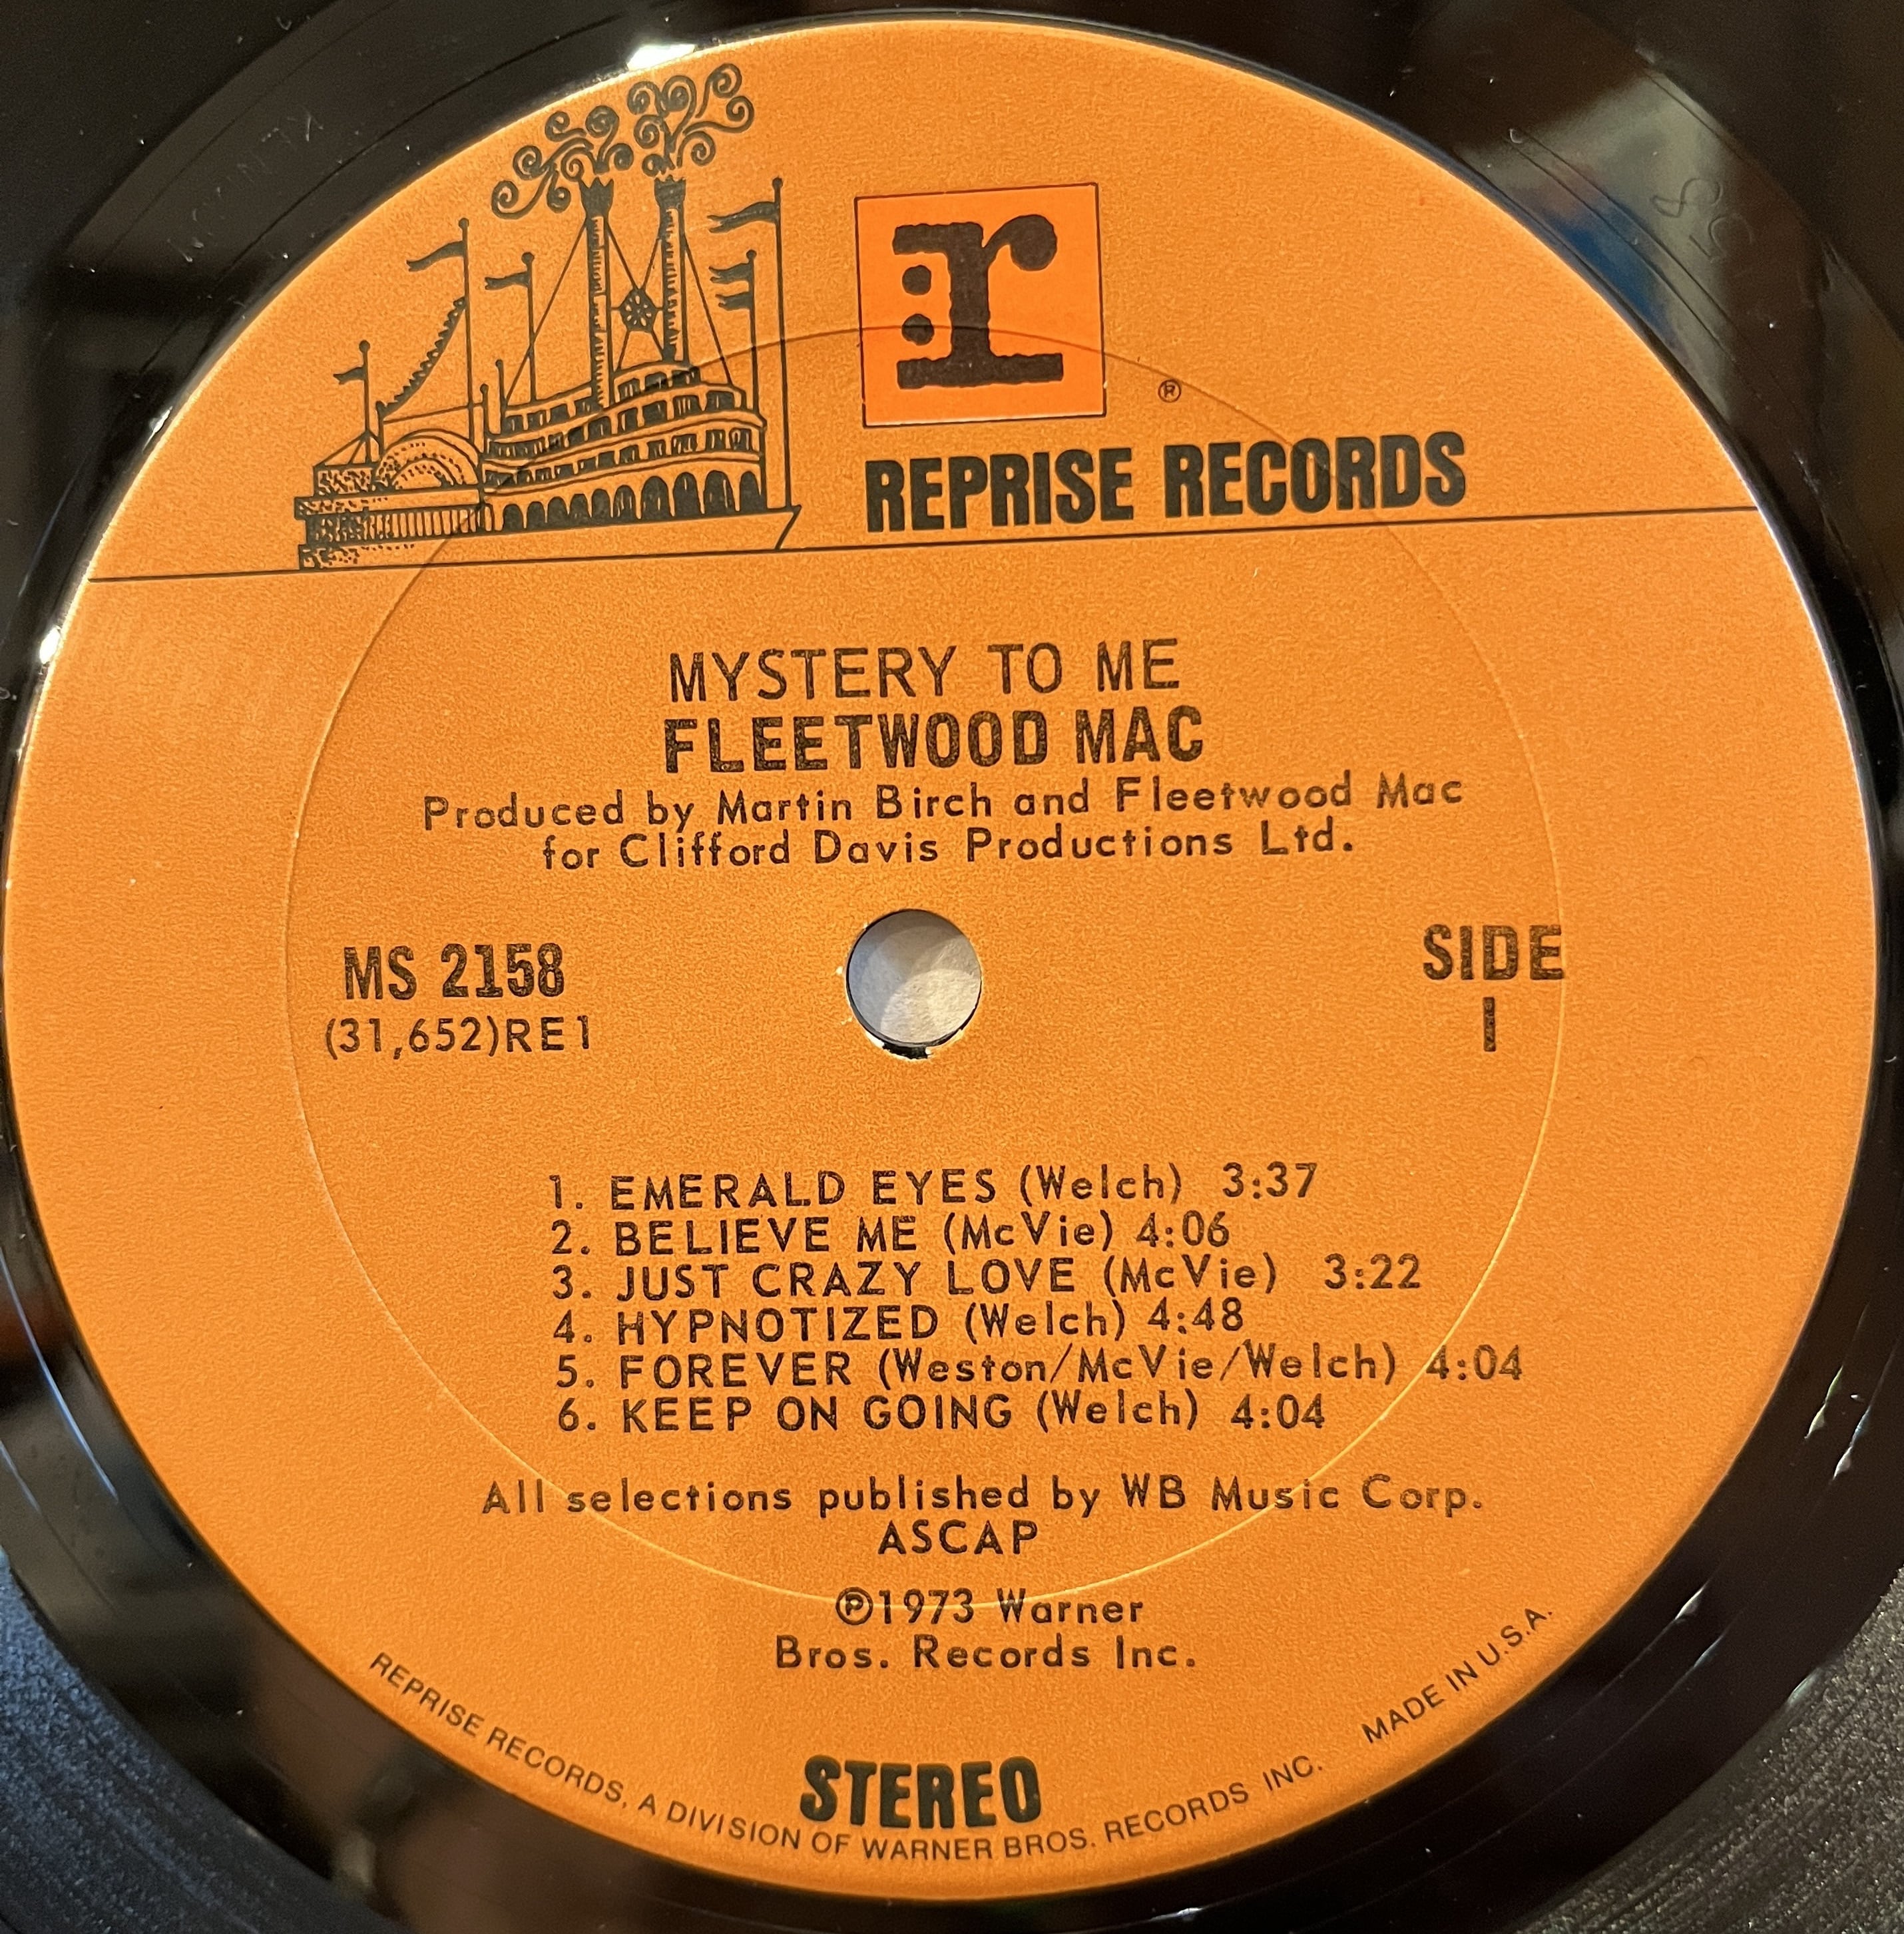 r:
®
REPRISE RECORDS
MYSTERY TO ME
FLEETWOOD MAC
Produced by Martin Birch and Fleetwood Mac
for Clifford Davis Productions Ltd.
MS 2158
(31,652)RE1
SIDE
1
1. EMERALD EYES (Welch) 3:37
2. BELIEVE ME (McVie) 4:06
3. JUST CRAZY LOVE (McVie) 3:22
4. HYPNOTIZED (Welch) 4:48
5. FOREVER (Weston/McVie/Welch) 4:04
6. KEEP ON GOING (Welch) 4:04
All selections published by WB Music Corp.
ASCAP
℗1973 Warner
Bros. Records Inc.
STEREO
REPRISE RECORDS, A DIVISION OF WARNER BROS. RECORDS INC. MADE IN U.S.A.